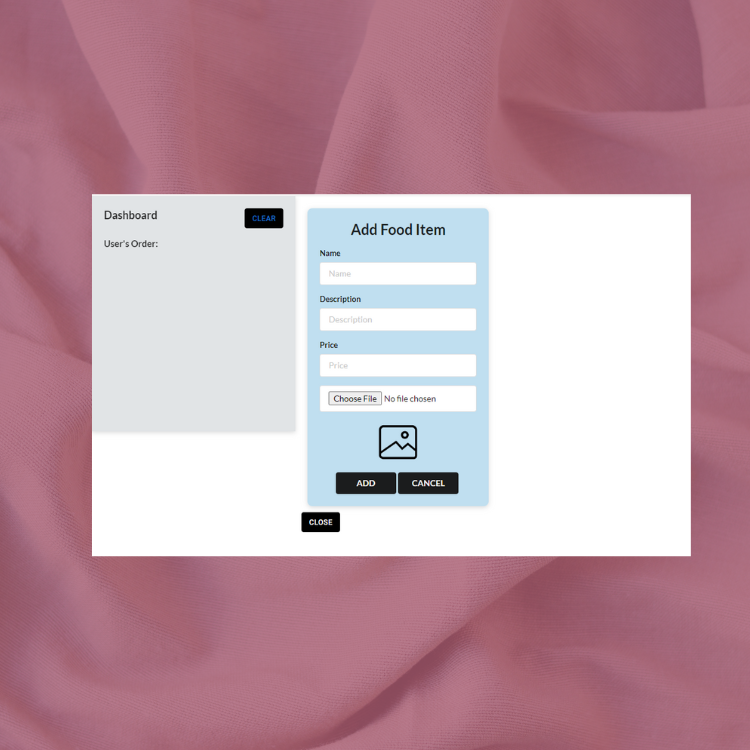 Dashboard
CLEAR
User's Order:
Add Food Item
Name
Name
Description
Description
Price
Price
Choose File No file chosen
ADD
CANCEL
CLOSE